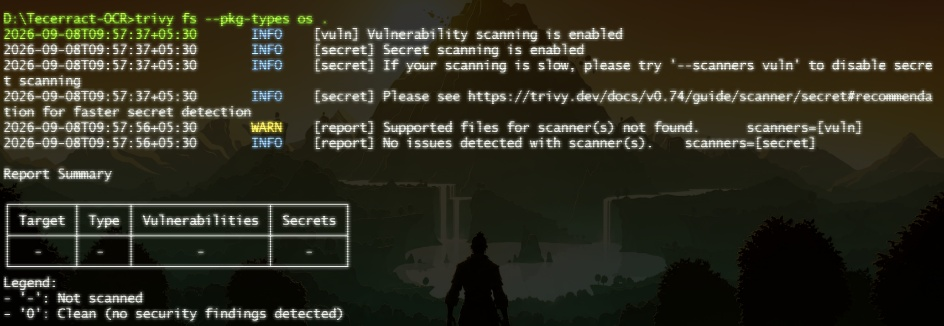 D:\Tecerract-OCR>trivy fs --pkg-types os .
2026-09-08T09:57:37+05:30 INFO [vuln] Vulnerability scanning is enabled
2026-09-08T09:57:37+05:30 INFO [secret] Secret scanning is enabled
2026-09-08T09:57:37+05:30 INFO [secret] If your scanning is slow, please try '--scanners vuln' to disable secre
t scanning
2026-09-08T09:57:37+05:30 INFO [secret] Please see https://trivy.dev/docs/v0.74/guide/scanner/secret#recommenda
tion for faster secret detection
2026-09-08T09:57:56+05:30 WARN [report] Supported files for scanner(s) not found. scanners=[vuln]
2026-09-08T09:57:56+05:30 INFO [report] No issues detected with scanner(s). scanners=[secret]
Report Summary
Target Type Vulnerabilities Secrets
- - - -
Legend:
- '-': Not scanned
- '0': Clean (no security findings detected)